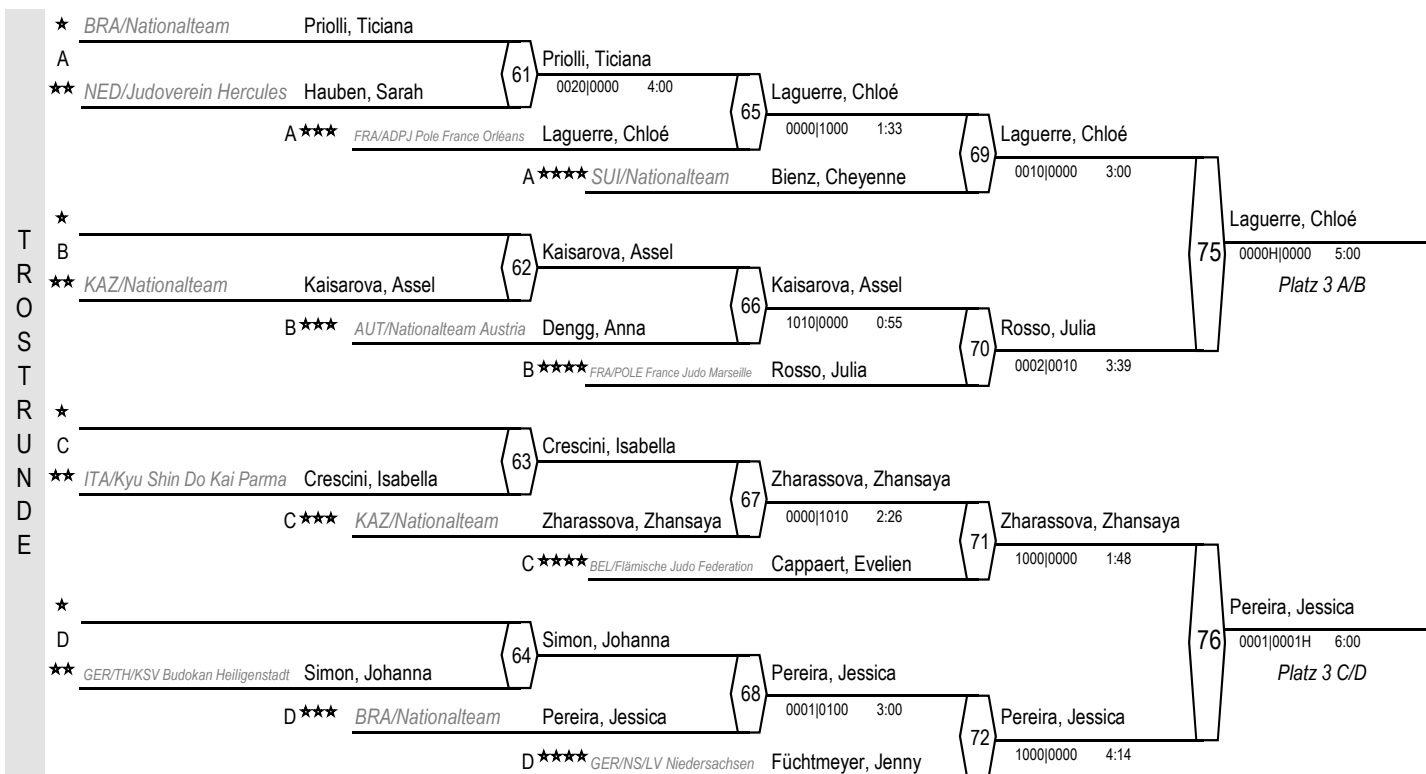 ★ BRA/Nationalteam Priolli, Ticiana
A
★★ NED/Judoverein Hercules Hauben, Sarah
61 Priolli, Ticiana
0020|0000 4:00
A ★★★ FRA/ADPJ Pole France Orléans Laguerre, Chloé
65 Laguerre, Chloé
0000|1000 1:33
A ★★★★ SUI/Nationalteam Bienz, Cheyenne
69 Laguerre, Chloé
0010|0000 3:00
★
B
★★ KAZ/Nationalteam Kaisarova, Assel
62 Kaisarova, Assel
B ★★★ AUT/Nationalteam Austria Dengg, Anna
66 Kaisarova, Assel
1010|0000 0:55
B ★★★★ FRA/POLE France Judo Marseille Rosso, Julia
70 Rosso, Julia
0002|0010 3:39
75 Laguerre, Chloé
0000H|0000 5:00
Platz 3 A/B
TROSTRUNDE
★
C
★★ ITA/Kyu Shin Do Kai Parma Crescini, Isabella
63 Crescini, Isabella
C ★★★ KAZ/Nationalteam Zharassova, Zhansaya
67 Zharassova, Zhansaya
0000|1010 2:26
C ★★★★ BEL/Flämische Judo Federation Cappaert, Evelien
71 Zharassova, Zhansaya
1000|0000 1:48
★
D
★★ GER/TH/KSV Budokan Heiligenstadt Simon, Johanna
64 Simon, Johanna
D ★★★ BRA/Nationalteam Pereira, Jessica
68 Pereira, Jessica
0001|0100 3:00
D ★★★★ GER/NS/LV Niedersachsen Füchtmeyer, Jenny
72 Pereira, Jessica
1000|0000 4:14
76 Pereira, Jessica
0001|0001H 6:00
Platz 3 C/D